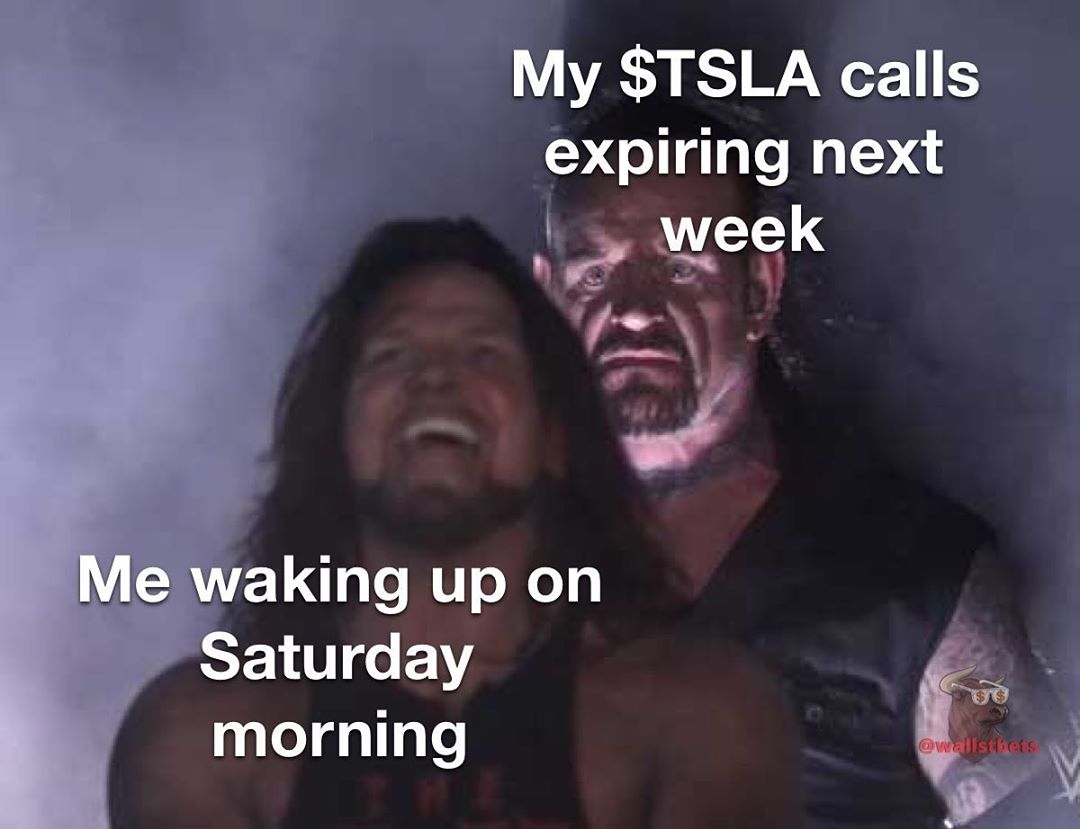 My $TSLA calls
expiring next
week
Me waking up on
Saturday
morning
@wallstbets